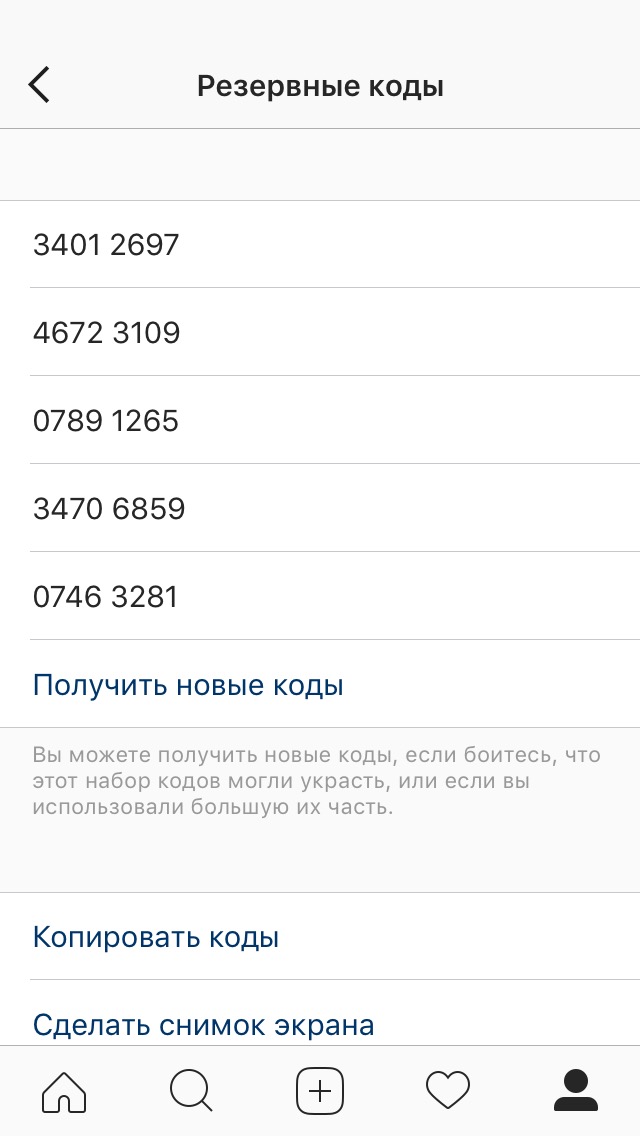 Резервные коды
3401 2697
4672 3109
0789 1265
3470 6859
0746 3281
Получить новые коды
Вы можете получить новые коды, если боитесь, что
этот набор кодов могли украсть, или если вы
использовали большую их часть.
Копировать коды
Сделать снимок экрана